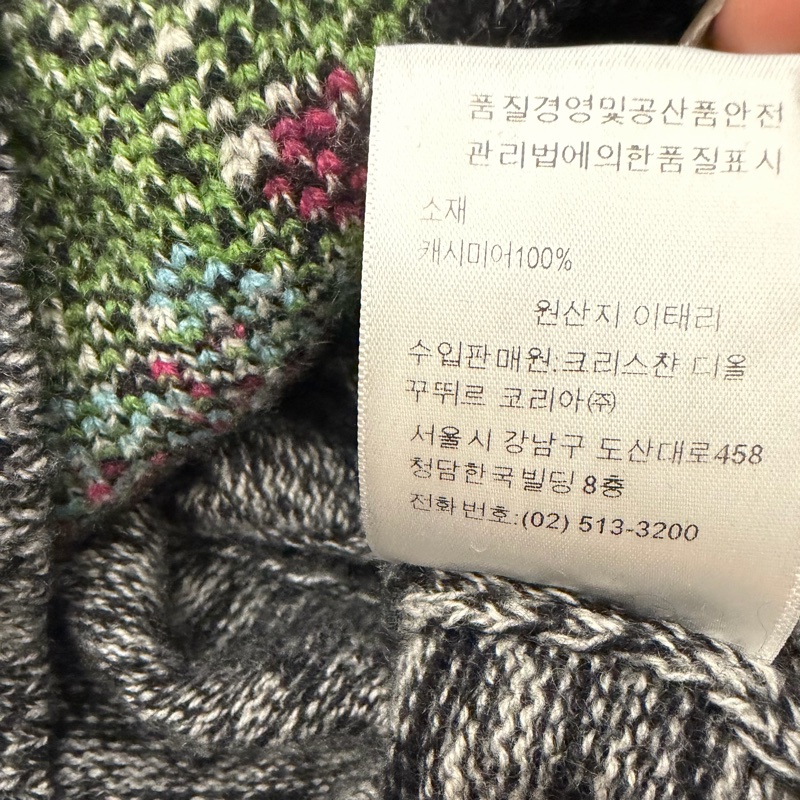 품질경영및공산품안전
관리법에의한품질표시
소재
캐시미어100%
원산지 이태리
수입판매원.크리스챤 디올
꾸뛰르 코리아㈜
서울시 강남구 도산대로458
청담한국빌딩 8층
전화번호:(02) 513-3200